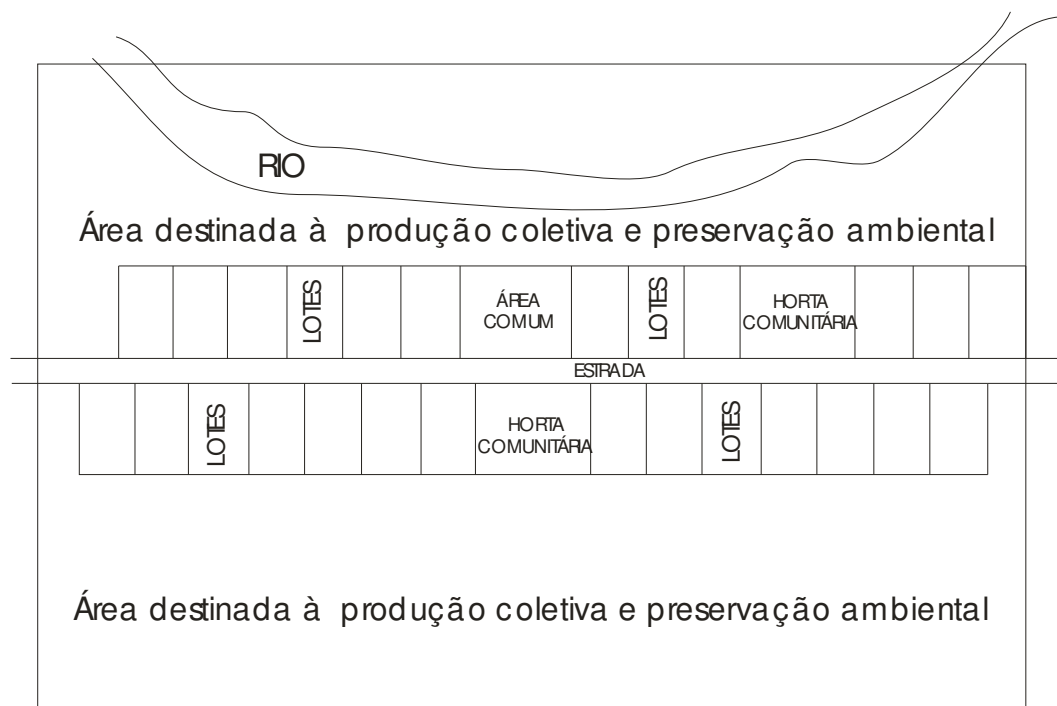 RIO
Área destinada à produção coletiva e preservação ambiental
LOTES
ÁREA
COMUM
LOTES
HORTA
COMUNITÁRIA
ESTRADA
LOTES
HORTA
COMUNITÁRIA
LOTES
Área destinada à produção coletiva e preservação ambiental